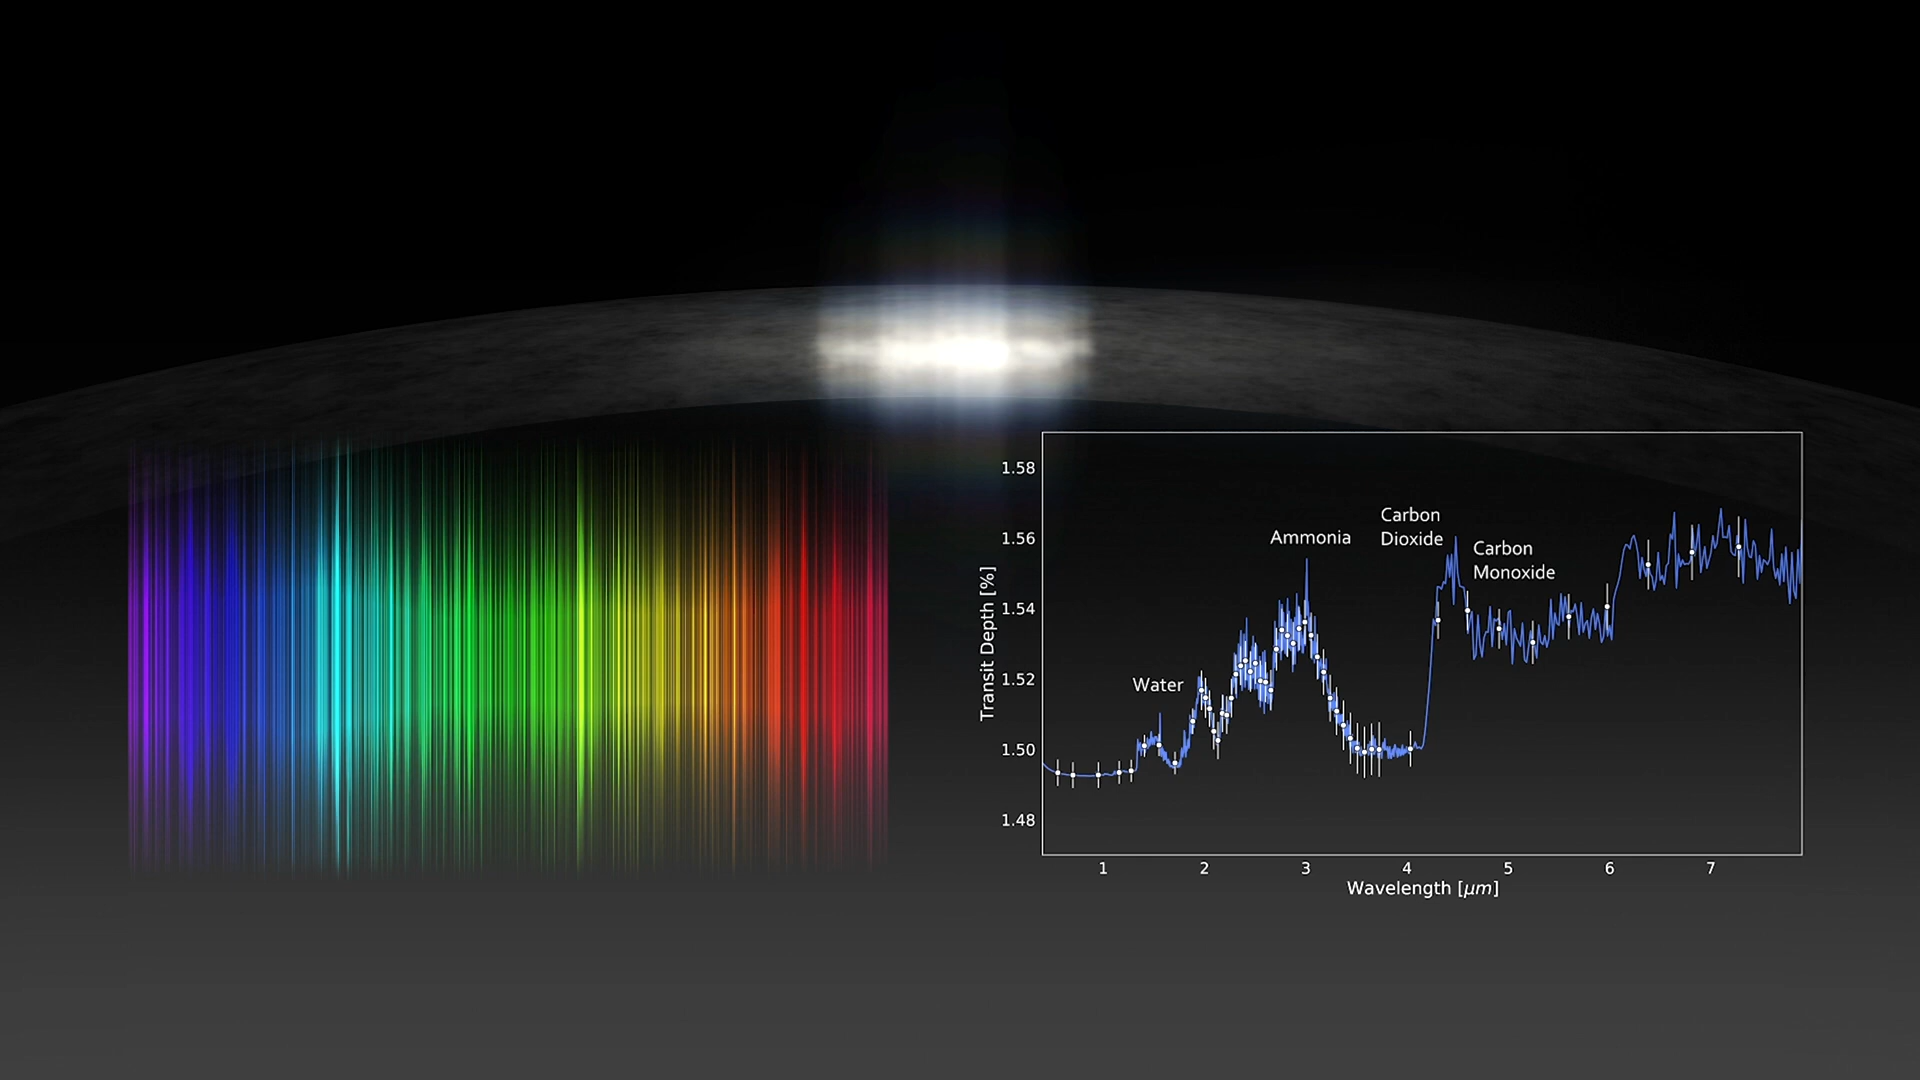 1.58
1.56
1.54
1.52
1.50
1.48
Transit Depth [%]
Water
Ammonia
Carbon
Dioxide
Carbon
Monoxide
1 2 3 4 5 6 7
Wavelength [μm]